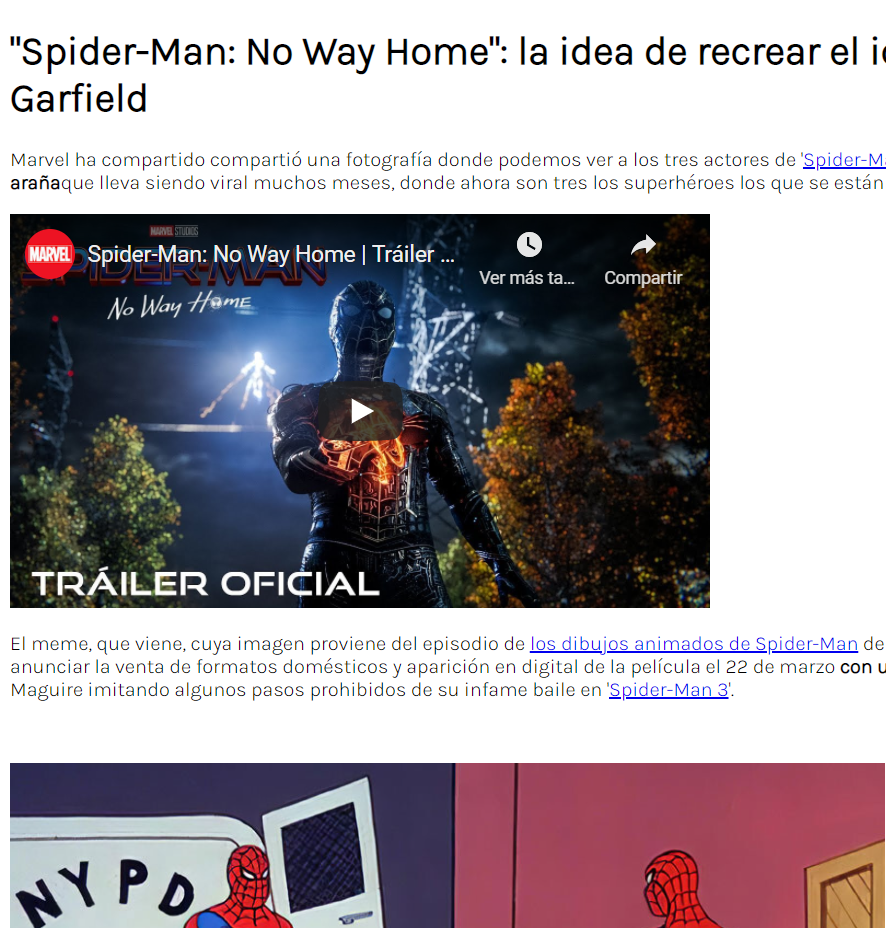 "Spider-Man: No Way Home": la idea de recrear el
Garfield
Marvel ha compartido compartió una fotografía donde podemos ver a los tres actores de 'Spider-M
arañaque lleva siendo viral muchos meses, donde ahora son tres los superhéroes los que se están
MARVEL STUDIOS
MARVEL
Spider-Man: No Way Home | Tráiler ...
Ver más ta...
Compartir
SPIDER-MAN
NO WAY HOME
TRÁILER OFICIAL
El meme, que viene, cuya imagen proviene del episodio de los dibujos animados de Spider-Man de
anunciar la venta de formatos domésticos y aparición en digital de la película el 22 de marzo con u
Maguire imitando algunos pasos prohibidos de su infame baile en 'Spider-Man 3'.
NYPD